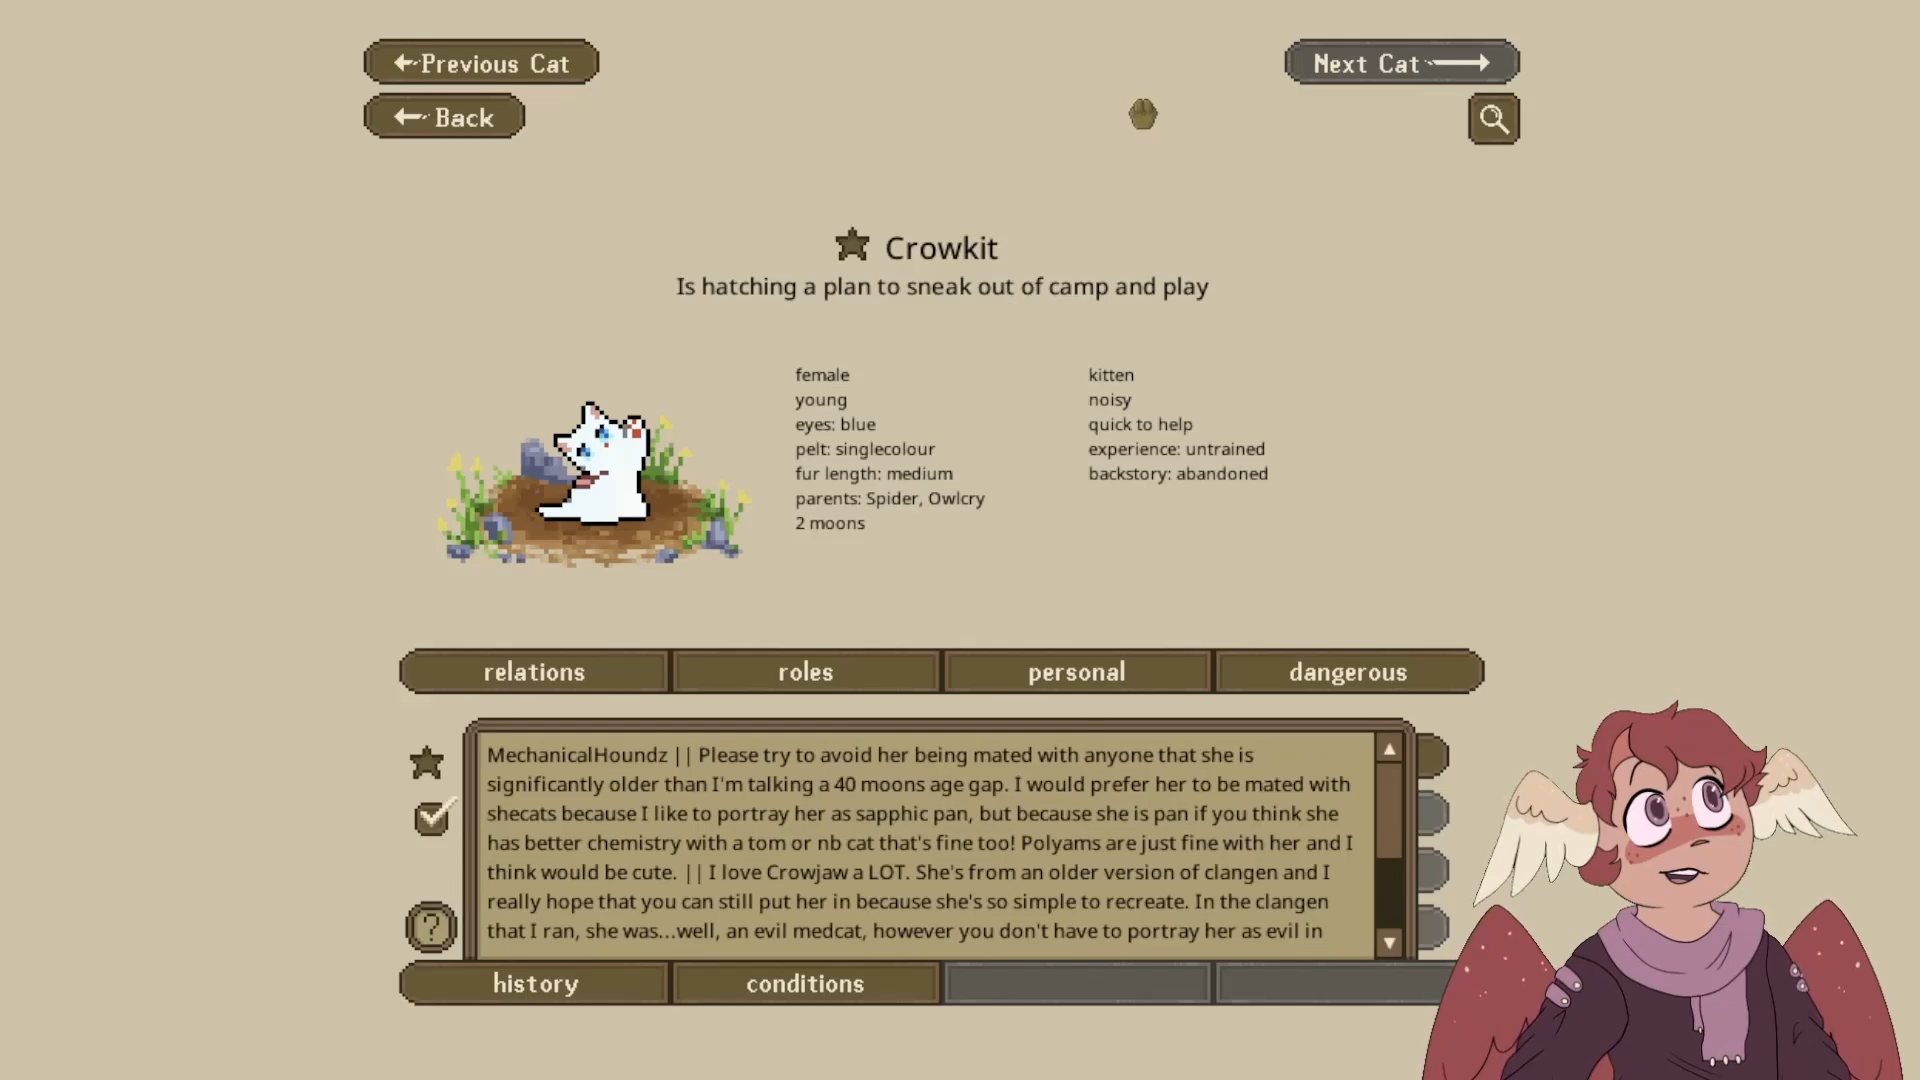 Previous Cat
Next Cat
Back
Crowkit
Is hatching a plan to sneak out of camp and play
female
young
eyes: blue
pelt: singlecolour
fur length: medium
parents: Spider, Owlcry
2 moons
kitten
noisy
quick to help
experience: untrained
backstory: abandoned
relations
roles
personal
dangerous
MechanicalHoundz || Please try to avoid her being mated with anyone that she is
significantly older than I'm talking a 40 moons age gap. I would prefer her to be mated with
shecats because I like to portray her as sapphic pan, but because she is pan if you think she
has better chemistry with a tom or nb cat that's fine too! Polyams are just fine with her and I
think would be cute. || I love Crowjaw a LOT. She's from an older version of clangen and I
really hope that you can still put her in because she's so simple to recreate. In the clangen
that I ran, she was...well, an evil medcat, however you don't have to portray her as evil in
?
history
conditions